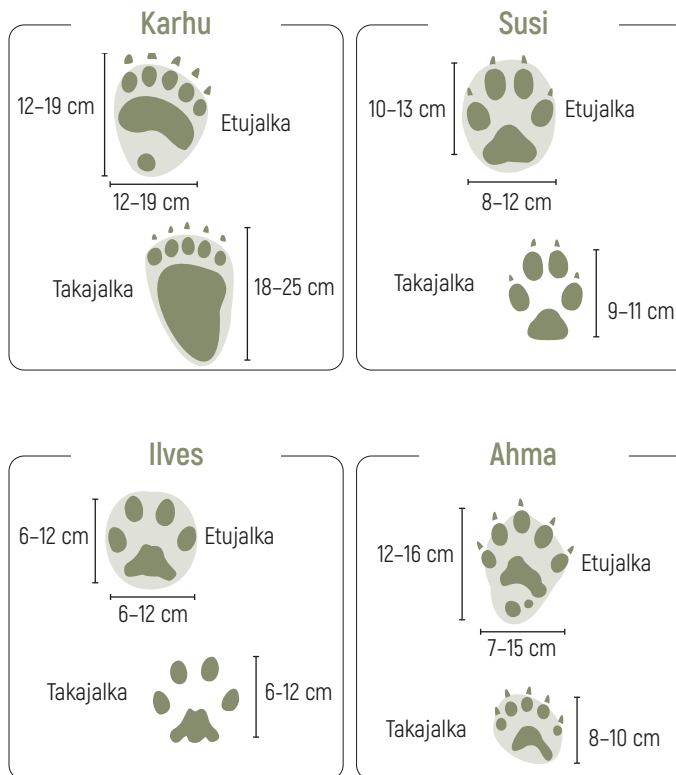 Karhu
12–19 cm
Etujalka
12–19 cm
Takajalka
18–25 cm
Susi
10–13 cm
Etujalka
8–12 cm
Takajalka
9–11 cm
Ilves
6–12 cm
Etujalka
6–12 cm
Takajalka
6-12 cm
Ahma
12–16 cm
Etujalka
7–15 cm
Takajalka
8–10 cm